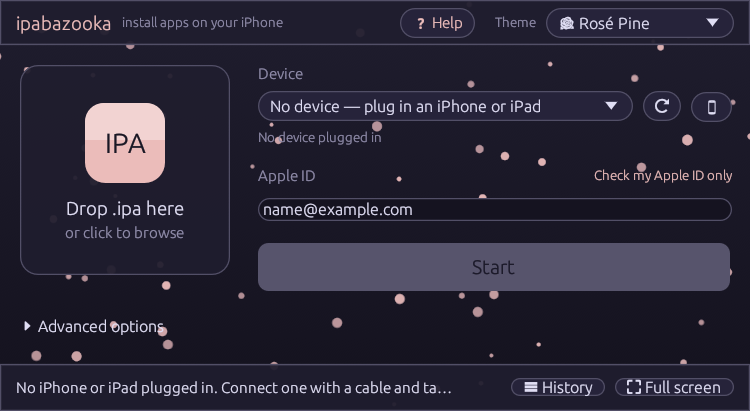 ipabazooka install apps on your iPhone ? Help Theme Rosé Pine
Device
No device — plug in an iPhone or iPad
No device plugged in
IPA
Drop .ipa here
or click to browse
Apple ID Check my Apple ID only
name@example.com
Start
Advanced options
No iPhone or iPad plugged in. Connect one with a cable and ta… History Full screen